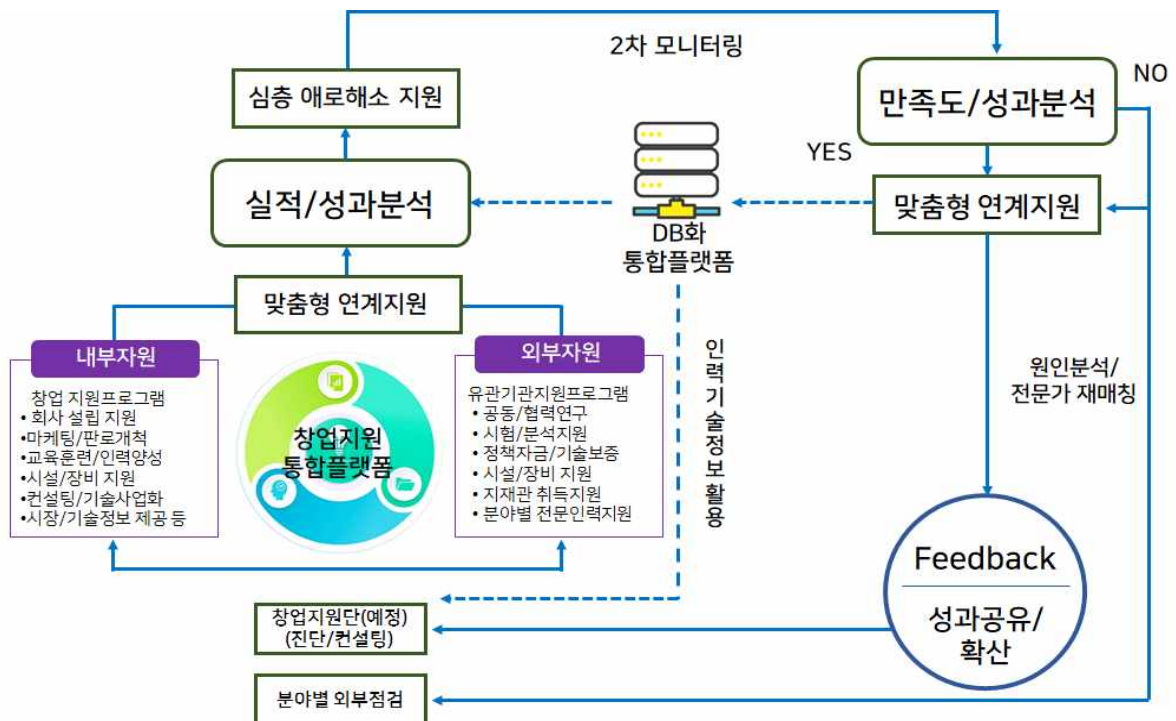 2차 모니터링
심층 애로해소 지원
만족도/성과분석
NO
YES
실적/성과분석
맞춤형 연계지원
DB화
통합플랫폼
맞춤형 연계지원
내부자원
창업 지원프로그램
• 회사 설립 지원
•마케팅/판로개척
•교육훈련/인력양성
•시설/장비 지원
•컨설팅/기술사업화
•시장/기술정보 제공 등
창업지원
통합플랫폼
외부자원
유관기관지원프로그램
• 공동/협력연구
• 시험/분석지원
• 정책자금/기술보증
• 시설/장비 지원
• 지재관 취득지원
• 분야별 전문인력지원
인력기술정보활용
원인분석/
전문가 재매칭
Feedback
성과공유/
확산
창업지원단(예정)
(진단/컨설팅)
분야별 외부점검